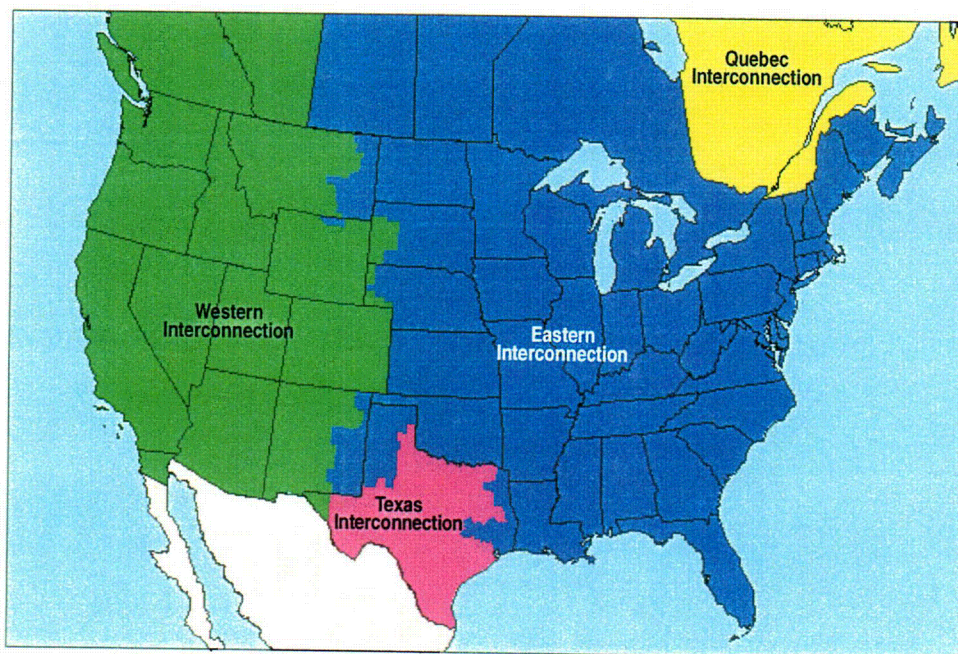 Quebec
Interconnection
Western
Interconnection
Eastern
Interconnection
Texas
Interconnection